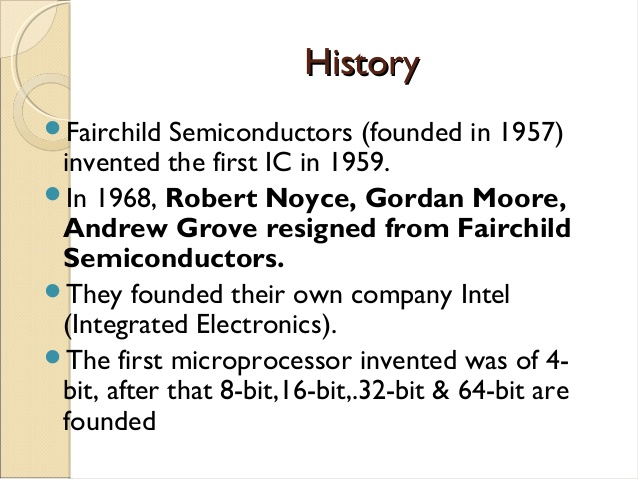 History
Fairchild Semiconductors (founded in 1957)
invented the first IC in 1959.
In 1968, Robert Noyce, Gordan Moore,
Andrew Grove resigned from Fairchild
Semiconductors.
They founded their own company Intel
(Integrated Electronics).
The first microprocessor invented was of 4-
bit, after that 8-bit,16-bit,.32-bit & 64-bit are
founded